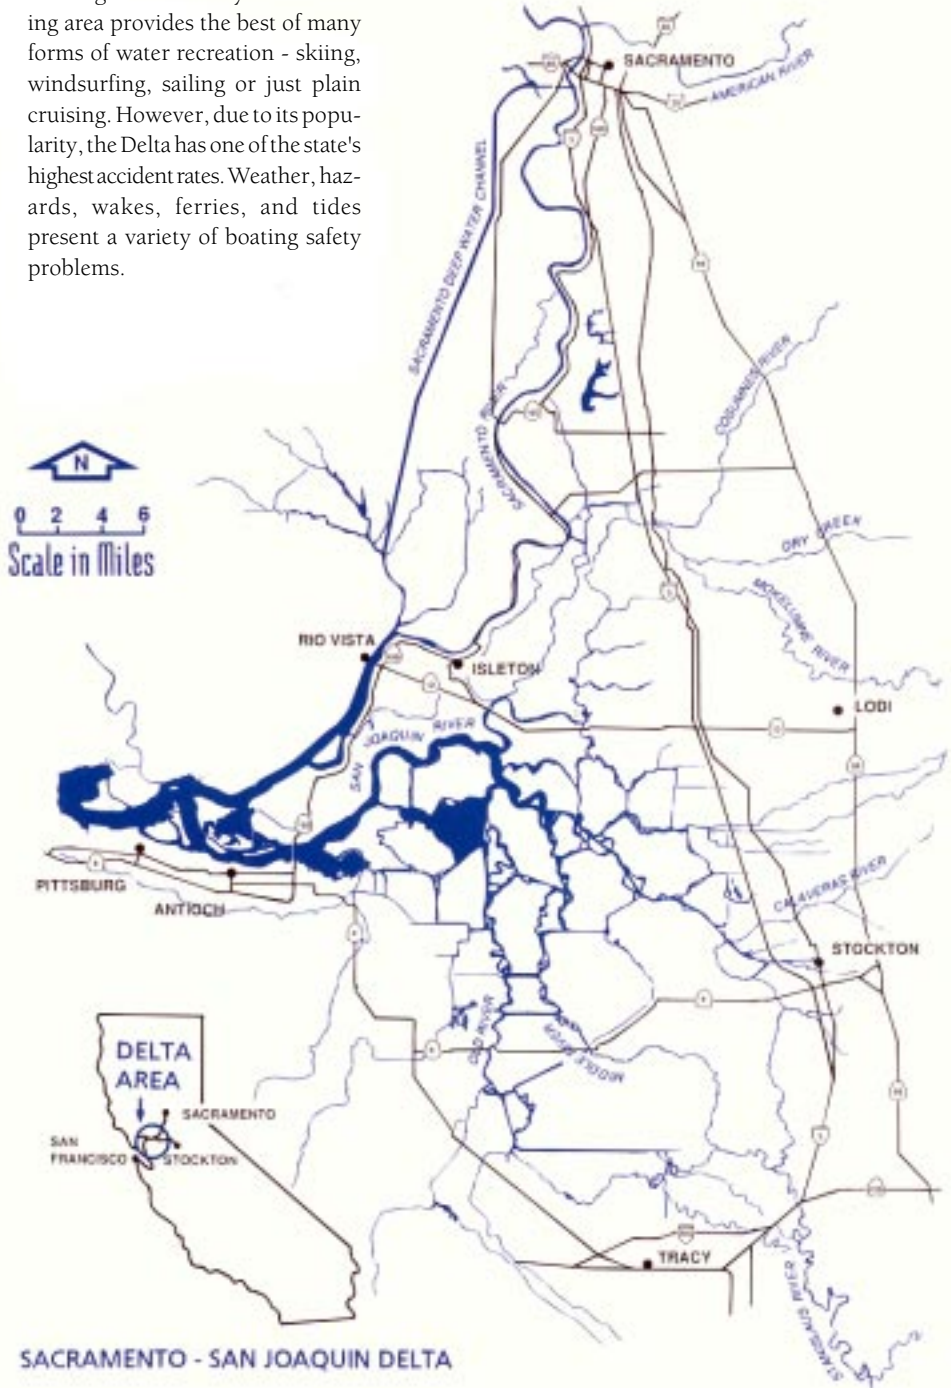 ing area provides the best of many
forms of water recreation - skiing,
windsurfing, sailing or just plain
cruising. However, due to its popu-
larity, the Delta has one of the state's
highest accident rates. Weather, haz-
ards, wakes, ferries, and tides
present a variety of boating safety
problems.
SACRAMENTO
AMERICAN RIVER
SACRAMENTO DEEP WATER CHANNEL
COSUMNES RIVER
SACRAMENTO RIVER
SACRAMENTO RIVER
N
0 2 4 6
Scale in Miles
DRY CREEK
MOKELUMNE RIVER
RIO VISTA
ISLETON
LODI
SAN JOAQUIN RIVER
PITTSBURG
ANTIOCH
CALAVERAS RIVER
STOCKTON
OLD RIVER
MIDDLE RIVER
DELTA
AREA
SACRAMENTO
SAN
FRANCISCO
STOCKTON
TRACY
STANISLAUS RIVER
SACRAMENTO - SAN JOAQUIN DELTA